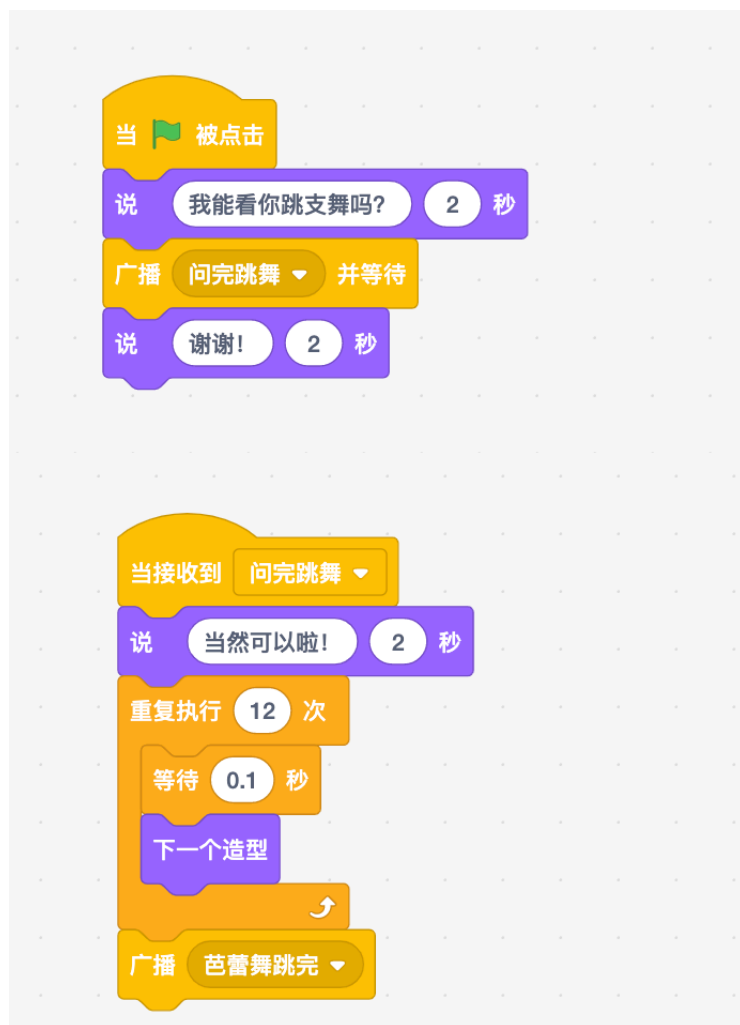 当 被点击
说 我能看你跳支舞吗? 2 秒
广播 问完跳舞 并等待
说 谢谢! 2 秒
当接收到 问完跳舞
说 当然可以啦! 2 秒
重复执行 12 次
等待 0.1 秒
下一个造型
广播 芭蕾舞跳完